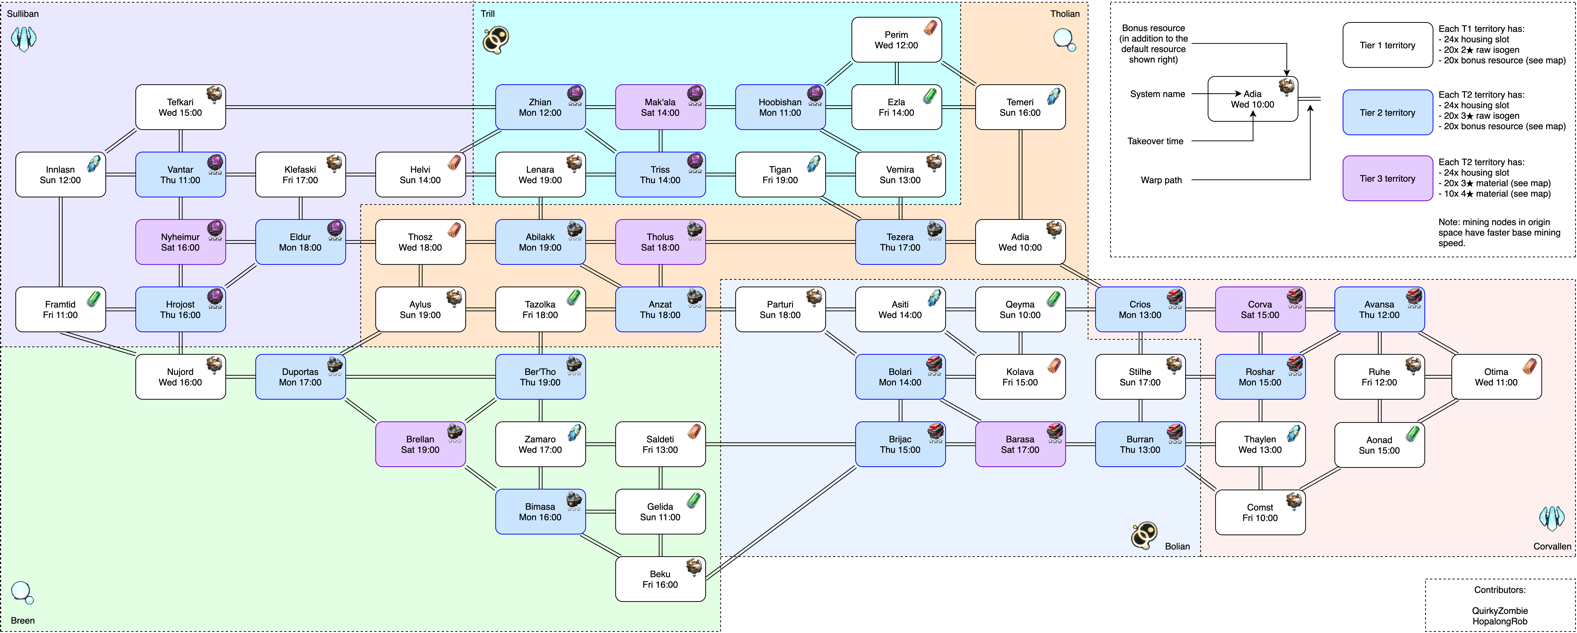 Sulliban
Trill
Tholian
Perim
Wed 12:00
Tefkari
Wed 15:00
Zhian
Mon 12:00
Mak'ala
Sat 14:00
Hoobishan
Mon 11:00
Ezla
Fri 14:00
Temeri
Sun 16:00
Innlasn
Sun 12:00
Vantar
Thu 11:00
Klefaski
Fri 17:00
Helvi
Sun 14:00
Lenara
Wed 19:00
Triss
Thu 14:00
Tigan
Fri 19:00
Vemira
Sun 13:00
Nyheimur
Sat 16:00
Eldur
Mon 18:00
Thosz
Wed 18:00
Abilakk
Mon 19:00
Tholus
Sat 18:00
Tezera
Thu 17:00
Adia
Wed 10:00
Framtid
Fri 11:00
Hrojost
Thu 16:00
Aylus
Sun 19:00
Tazolka
Fri 18:00
Anzat
Thu 18:00
Parturi
Sun 18:00
Asiti
Wed 14:00
Qeyma
Sun 10:00
Crios
Mon 13:00
Corva
Sat 15:00
Avansa
Thu 12:00
Nujord
Wed 16:00
Duportas
Mon 17:00
Ber'Tho
Thu 19:00
Bolari
Mon 14:00
Kolava
Fri 15:00
Stilhe
Sun 17:00
Roshar
Mon 15:00
Ruhe
Fri 12:00
Otima
Wed 11:00
Brellan
Sat 19:00
Zamaro
Wed 17:00
Saldeti
Fri 13:00
Brijac
Thu 15:00
Barasa
Sat 17:00
Burran
Thu 13:00
Thaylen
Wed 13:00
Aonad
Sun 15:00
Bimasa
Mon 16:00
Gelida
Sun 11:00
Comst
Fri 10:00
Beku
Fri 16:00
Bolian
Corvallen
Breen
Bonus resource
(in addition to the
default resource
shown right)
System name
Takeover time
Warp path
Adia
Wed 10:00
Tier 1 territory
Each T1 territory has:
- 24x housing slot
- 20x 2★ raw isogen
- 20x bonus resource (see map)
Tier 2 territory
Each T2 territory has:
- 24x housing slot
- 20x 3★ raw isogen
- 20x bonus resource (see map)
Tier 3 territory
Each T2 territory has:
- 24x housing slot
- 20x 3★ material (see map)
- 10x 4★ material (see map)
Note: mining nodes in origin
space have faster base mining
speed.
Contributors:
QuirkyZombie
HopalongRob